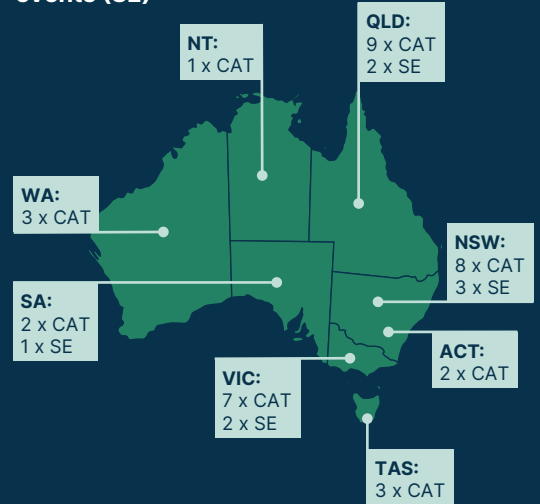 QLD:
9 x CAT
2 x SE
NT:
1 x CAT
WA:
3 x CAT
NSW:
8 x CAT
3 x SE
SA:
2 x CAT
1 x SE
ACT:
2 x CAT
VIC:
7 x CAT
2 x SE
TAS:
3 x CAT